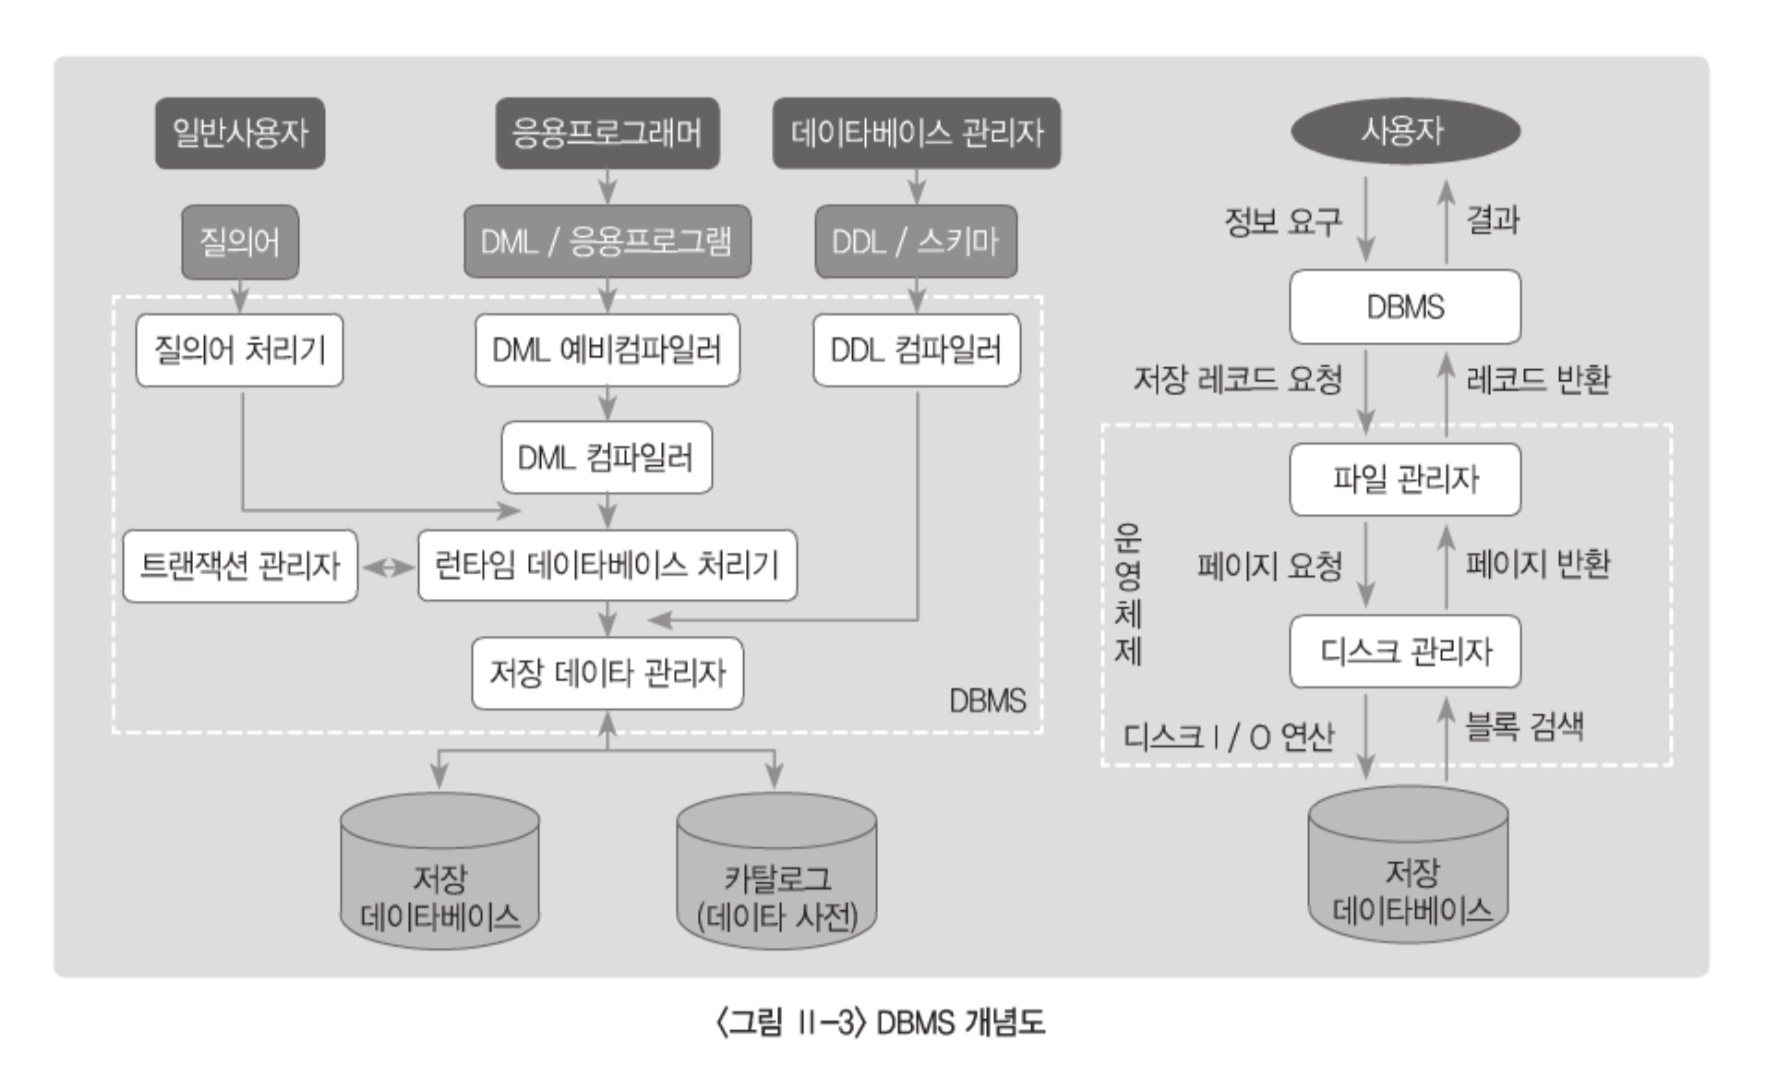 일반사용자
응용프로그래머
데이타베이스 관리자
질의어
DML / 응용프로그램
DDL / 스키마
질의어 처리기
DML 예비컴파일러
DDL 컴파일러
DML 컴파일러
트랜잭션 관리자
런타임 데이타베이스 처리기
저장 데이타 관리자
DBMS
저장
데이타베이스
카탈로그
(데이타 사전)
사용자
정보 요구
결과
DBMS
저장 레코드 요청
레코드 반환
운영체제
파일 관리자
페이지 요청
페이지 반환
디스크 관리자
디스크 I / O 연산
블록 검색
저장
데이타베이스
〈그림 Ⅱ-3〉 DBMS 개념도